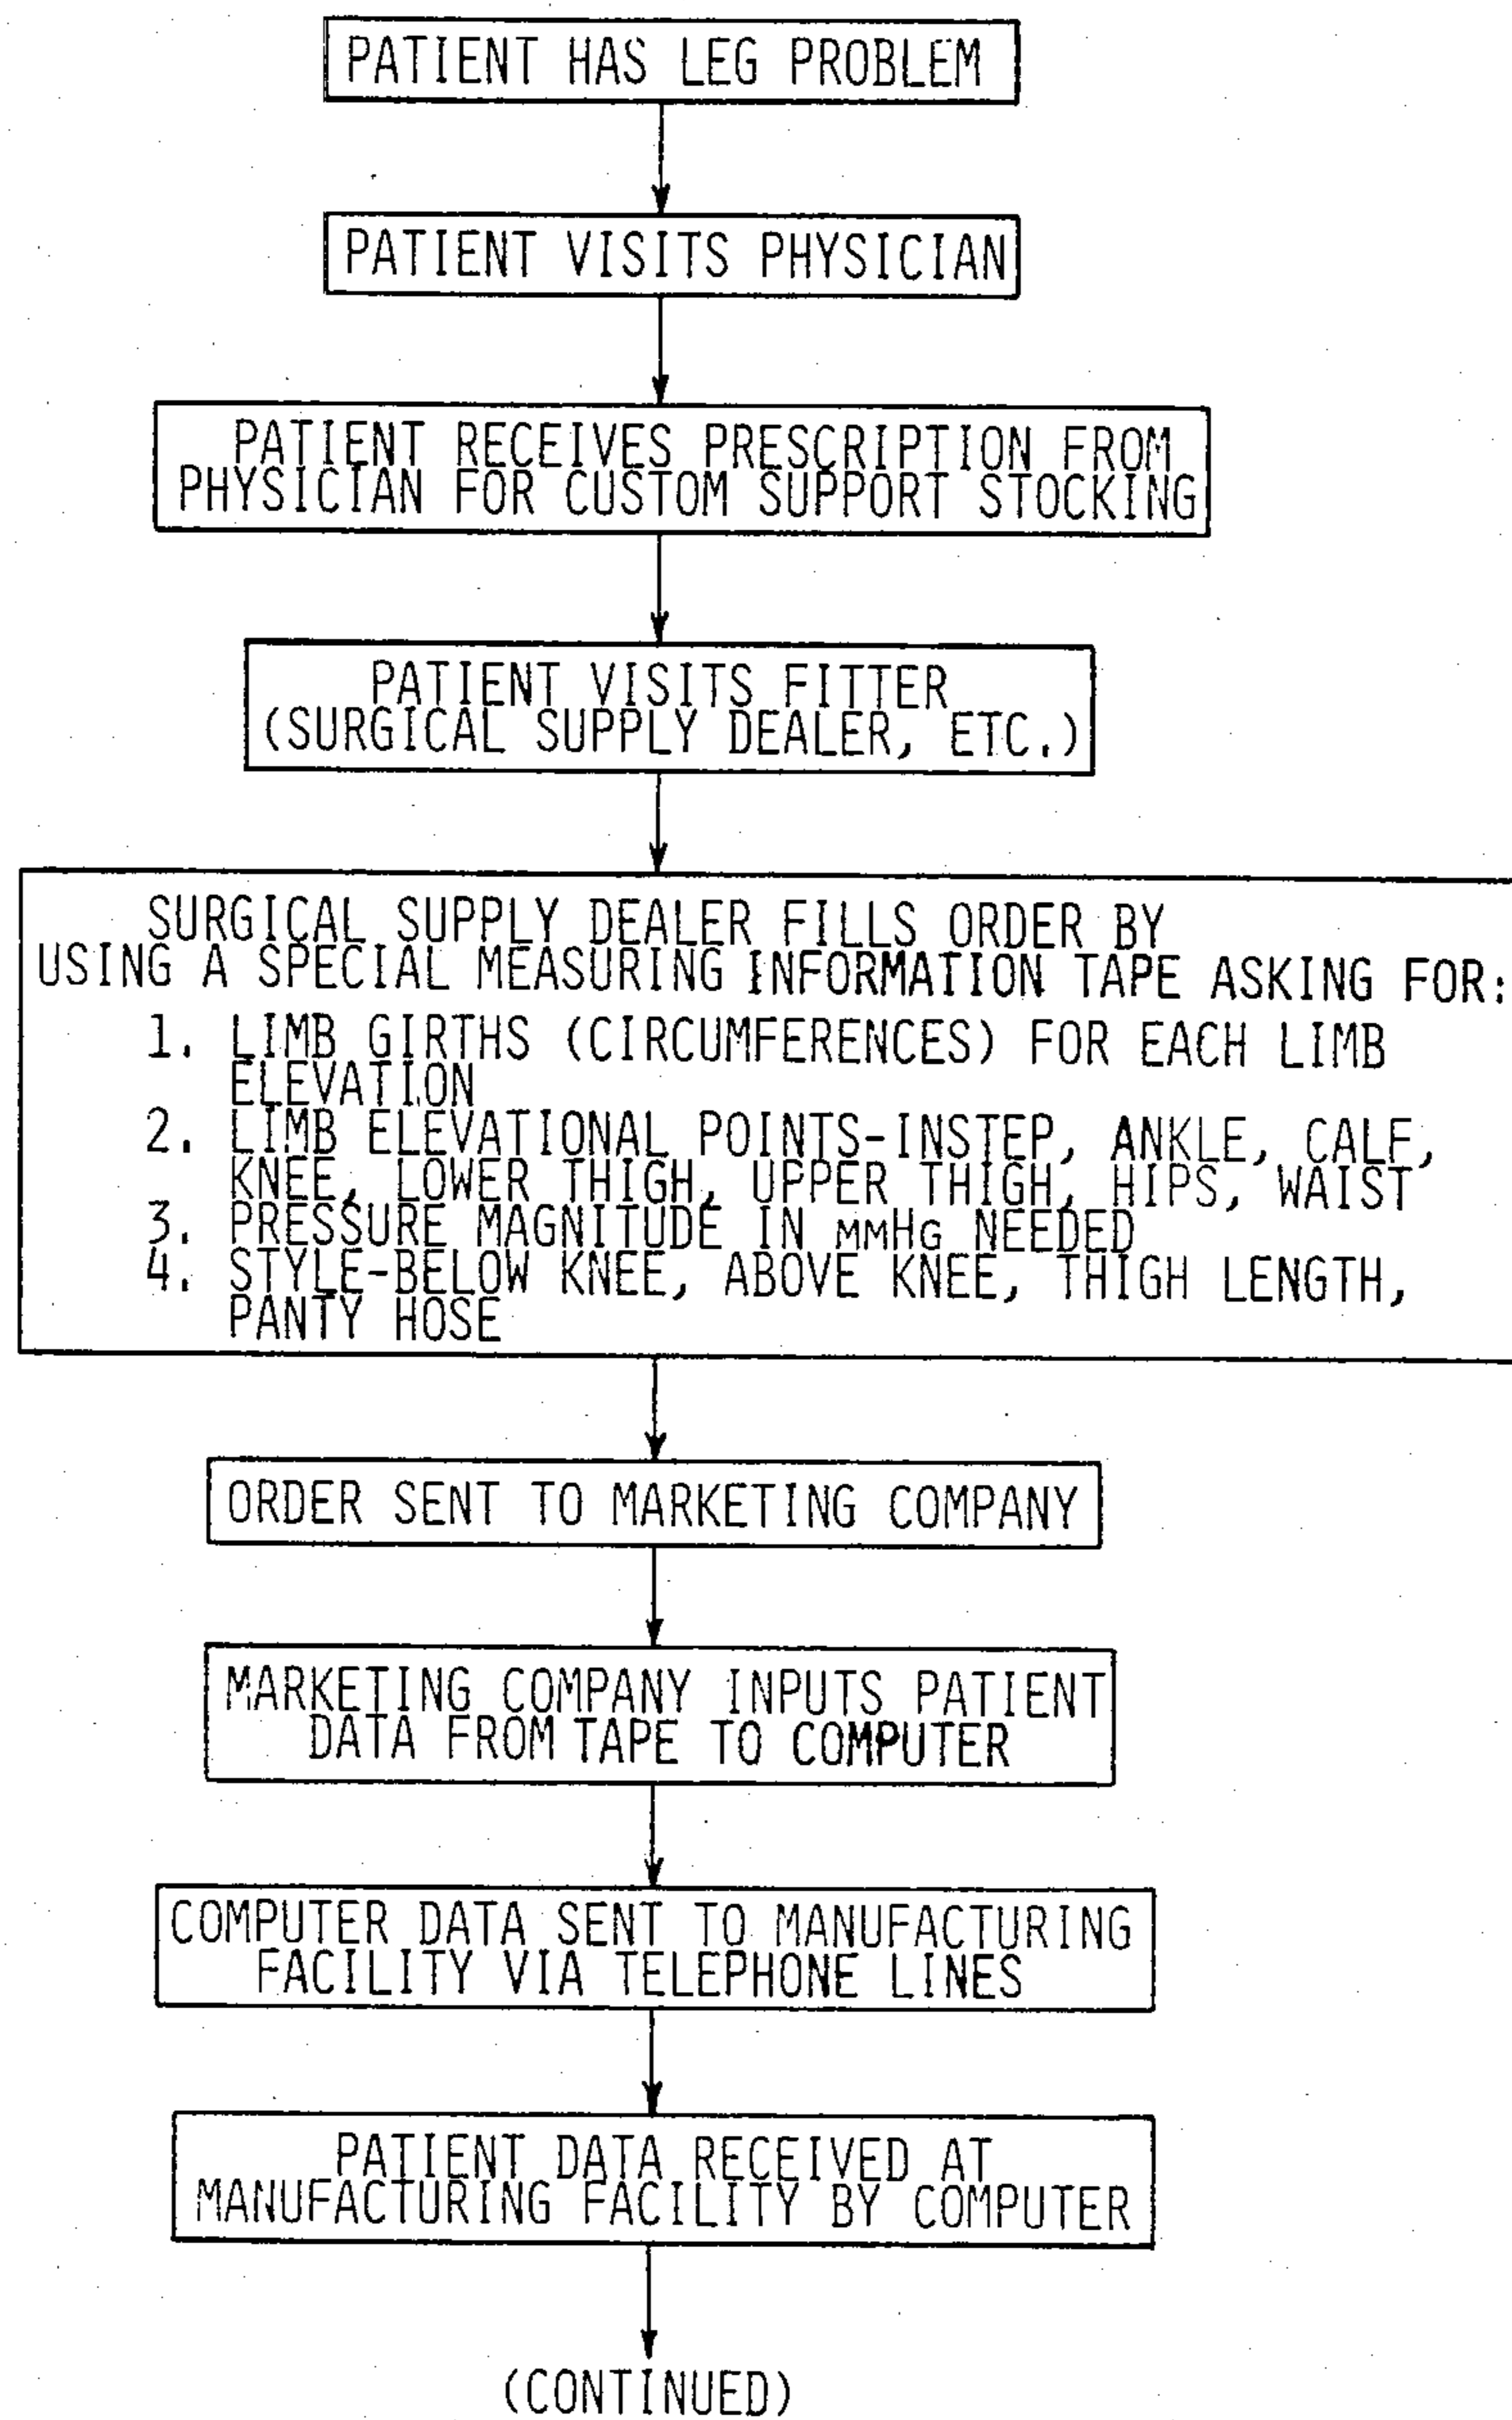 PATIENT HAS LEG PROBLEM
PATIENT VISITS PHYSICIAN
PATIENT RECEIVES PRESCRIPTION FROM
PHYSICIAN FOR CUSTOM SUPPORT STOCKING
PATIENT VISITS FITTER
(SURGICAL SUPPLY DEALER, ETC.)
SURGICAL SUPPLY DEALER FILLS ORDER BY
USING A SPECIAL MEASURING INFORMATION TAPE ASKING FOR:
1. LIMB GIRTHS (CIRCUMFERENCES) FOR EACH LIMB
ELEVATION
2. LIMB ELEVATIONAL POINTS-INSTEP, ANKLE, CALF,
KNEE, LOWER THIGH, UPPER THIGH, HIPS, WAIST
3. PRESSURE MAGNITUDE IN MMHG NEEDED
4. STYLE-BELOW KNEE, ABOVE KNEE, THIGH LENGTH,
PANTY HOSE
ORDER SENT TO MARKETING COMPANY
MARKETING COMPANY INPUTS PATIENT
DATA FROM TAPE TO COMPUTER
COMPUTER DATA SENT TO MANUFACTURING
FACILITY VIA TELEPHONE LINES
PATIENT DATA RECEIVED AT
MANUFACTURING FACILITY BY COMPUTER
(CONTINUED)